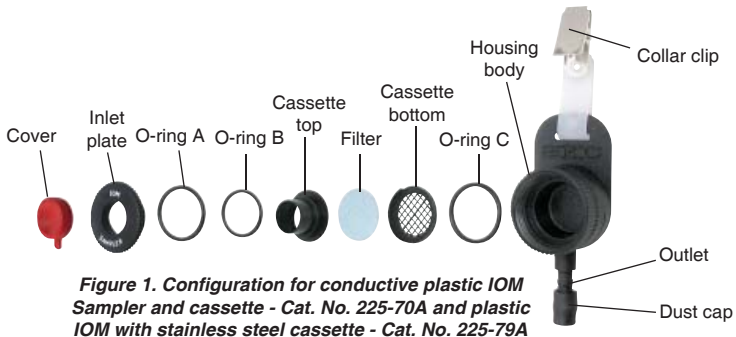 Housing
body
Collar clip
Cassette
bottom
Cassette
top
Inlet
plate
Cover
O-ring A
O-ring B
Filter
O-ring C
IOM
SAMPLER
Outlet
Dust cap
Figure 1. Configuration for conductive plastic IOM
Sampler and cassette - Cat. No. 225-70A and plastic
IOM with stainless steel cassette - Cat. No. 225-79A